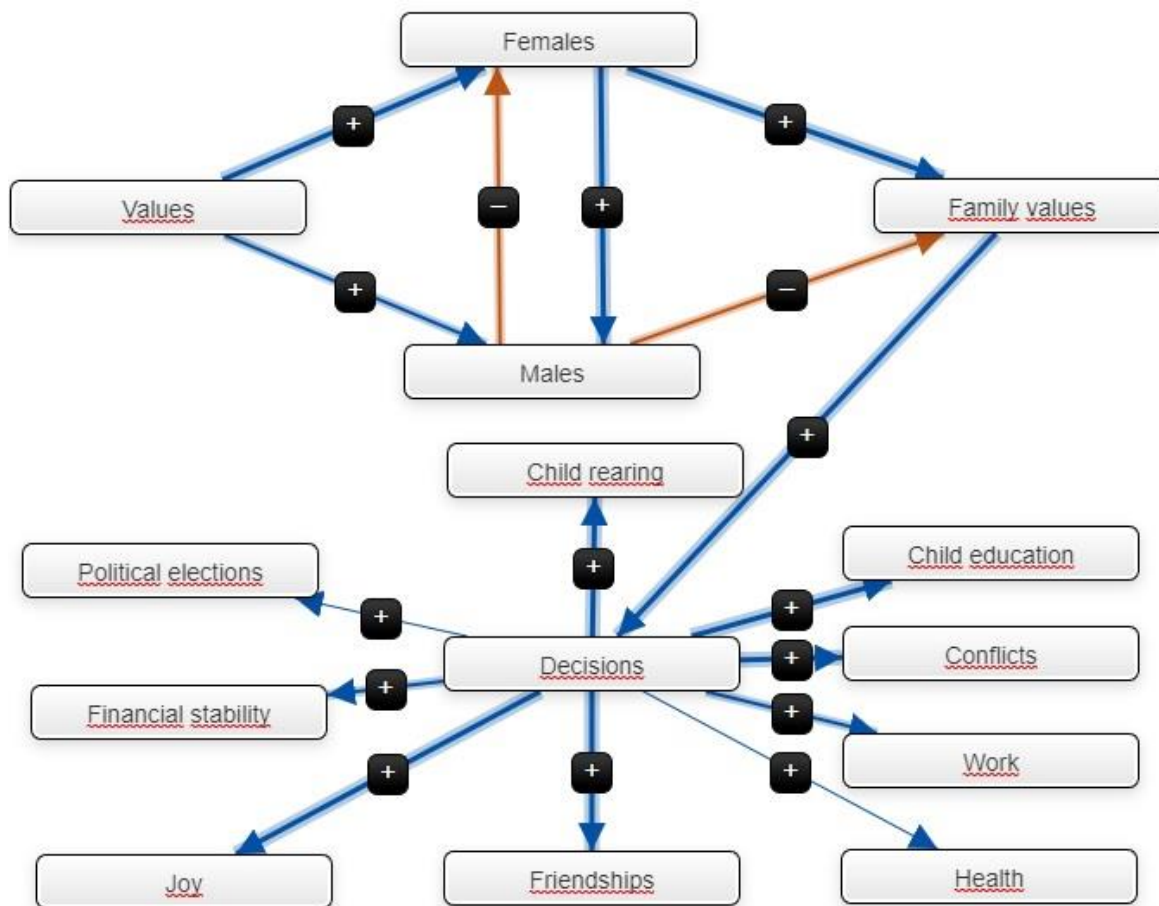 Females
+
+
Values
−
+
Family values
+
−
Males
+
Child rearing
Child education
Political elections
+
+
+
Decisions
+
Conflicts
Financial stability
+
+
Work
+
+
+
Joy
Friendships
Health